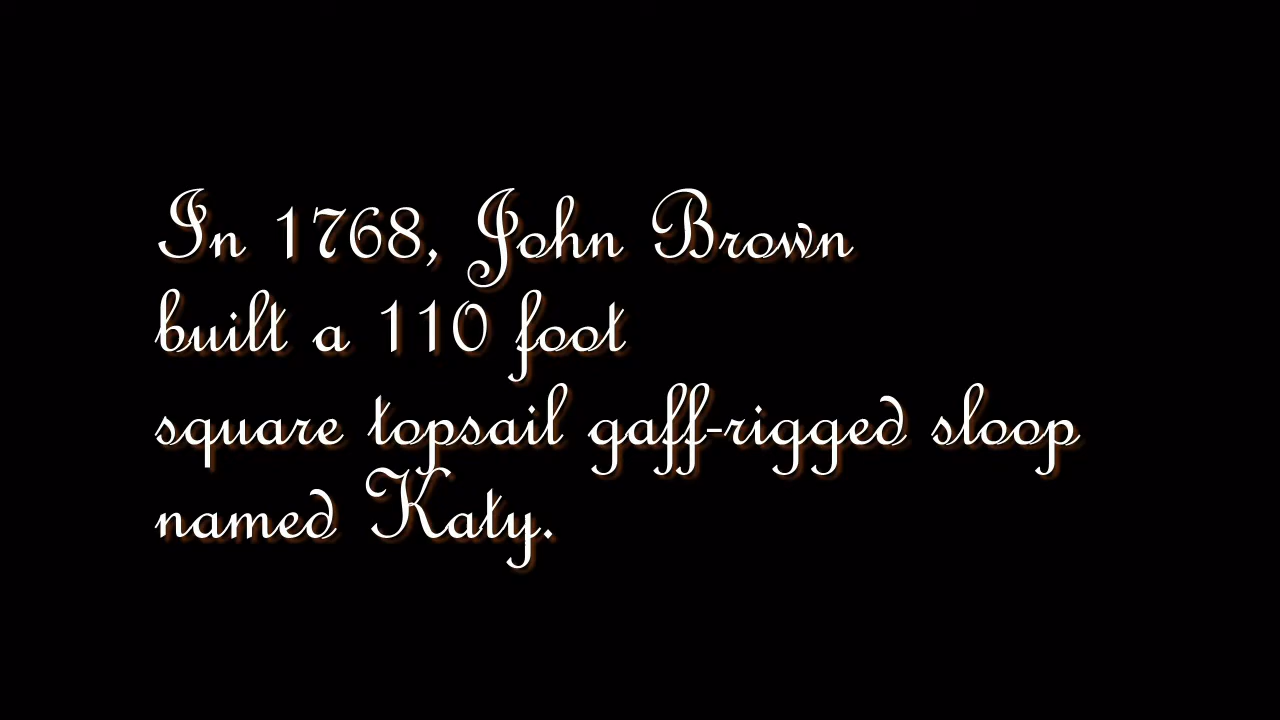 In 1768, John Brown
built a 110 foot
square topsail gaff-rigged sloop
named Katy.